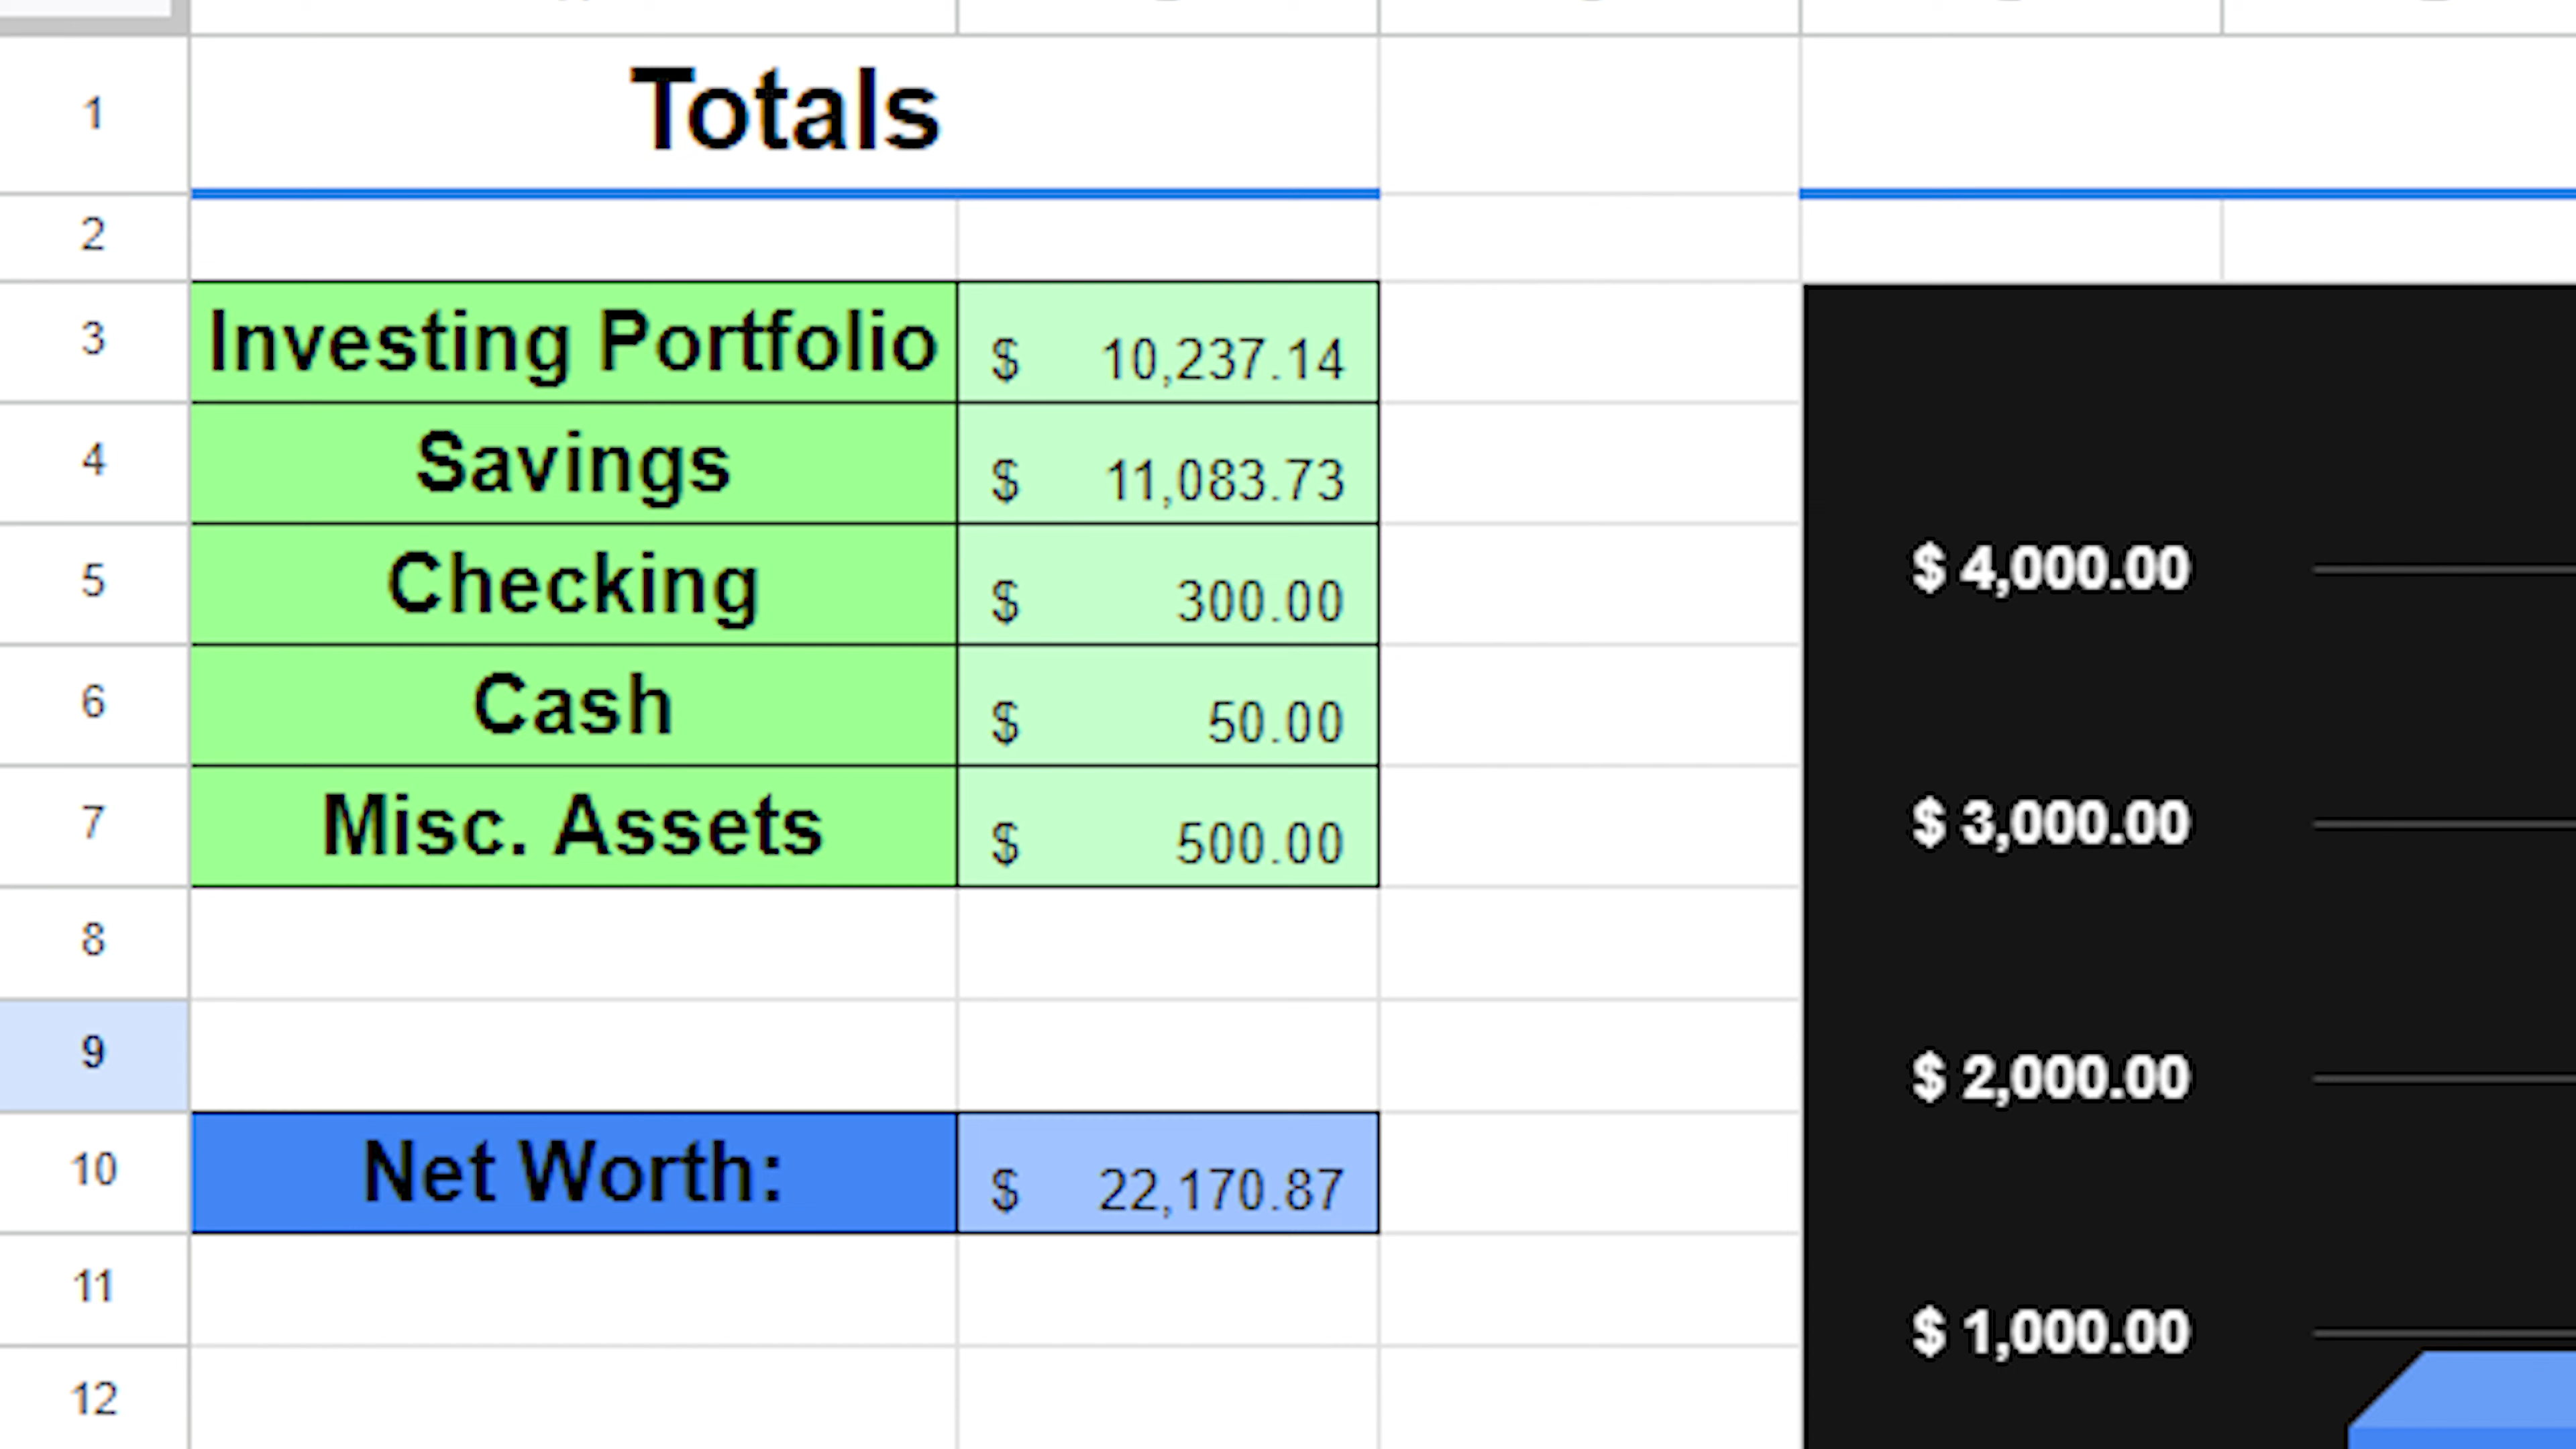 1 Totals
2
3 Investing Portfolio $ 10,237.14
4 Savings $ 11,083.73
5 Checking $ 300.00
6 Cash $ 50.00
7 Misc. Assets $ 500.00
8
9
10 Net Worth: $ 22,170.87
11
12
$ 4,000.00
$ 3,000.00
$ 2,000.00
$ 1,000.00